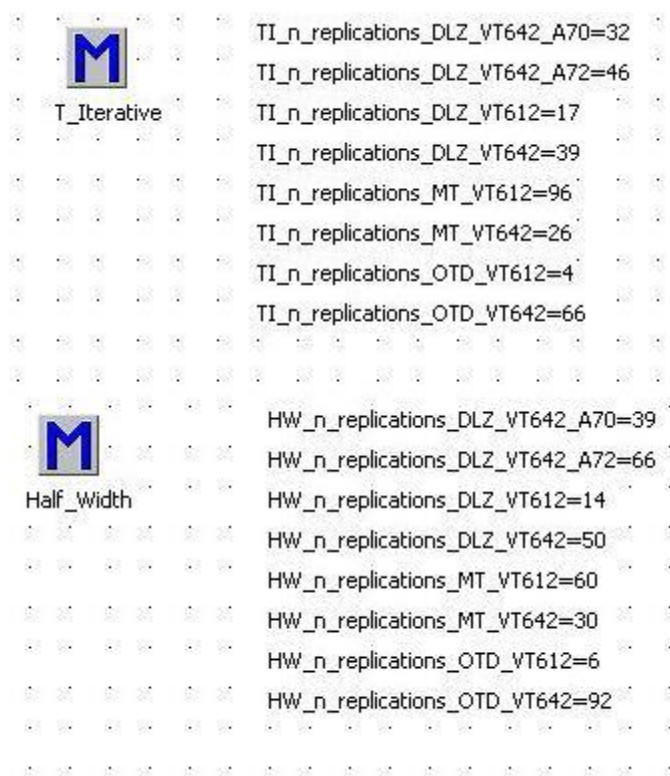 M
T_Iterative
TI_n_replications_DLZ_VT642_A70=32
TI_n_replications_DLZ_VT642_A72=46
TI_n_replications_DLZ_VT612=17
TI_n_replications_DLZ_VT642=39
TI_n_replications_MT_VT612=96
TI_n_replications_MT_VT642=26
TI_n_replications_OTD_VT612=4
TI_n_replications_OTD_VT642=66
M
Half_Width
HW_n_replications_DLZ_VT642_A70=39
HW_n_replications_DLZ_VT642_A72=66
HW_n_replications_DLZ_VT612=14
HW_n_replications_DLZ_VT642=50
HW_n_replications_MT_VT612=60
HW_n_replications_MT_VT642=30
HW_n_replications_OTD_VT612=6
HW_n_replications_OTD_VT642=92